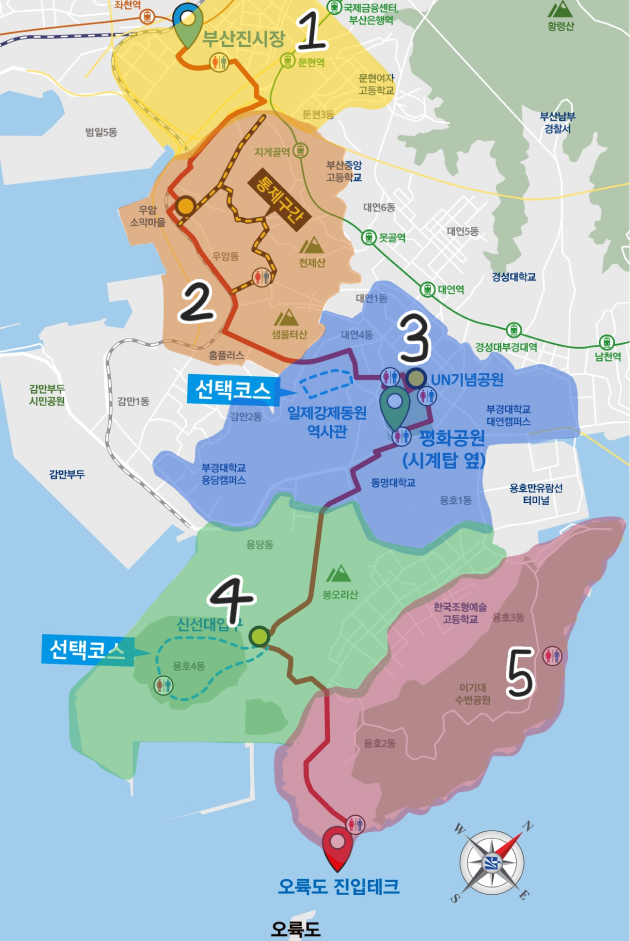 좌천역
국제금융센터,
부산은행역
황령산
부산진시장
1
문현역
문현여자
고등학교
문현3동
부산남부
경찰서
범일5동
지게골역
부산중앙
고등학교
통제구간
우암
소막마을
대연6동
못골역
대연5동
우암동
천제산
경성대학교
2
대연역
대연1동
샘물터산
대연4동
3
경성대부경대역
남천역
홈플러스
선택코스
UN기념공원
감만부두
시민공원
감만1동
감만2동
일제강제동원
역사관
부경대학교
대연캠퍼스
평화공원
(시계탑 옆)
감만부두
부경대학교
용당캠퍼스
동명대학교
용호1동
용호만유람선
터미널
용당동
봉오리산
4
신선대입구
한국조형예술
고등학교
용호3동
선택코스
용호4동
5
이기대
수변공원
용호2동
N
W
S
E
오륙도 진입테크
오륙도